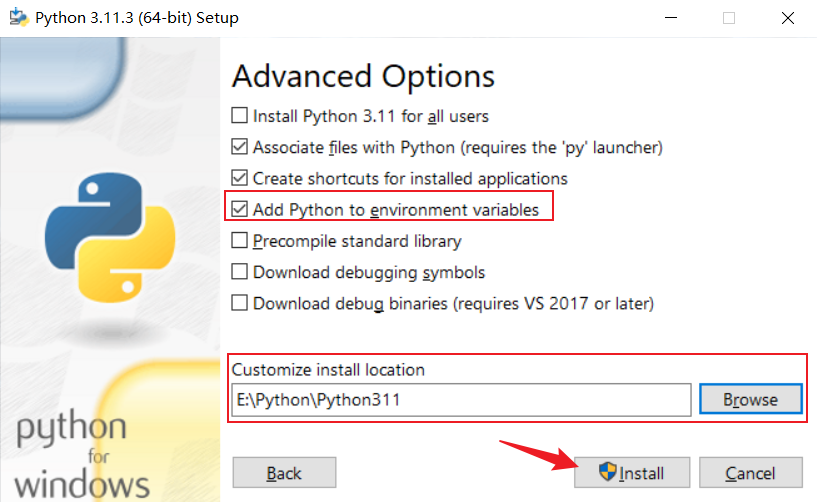 Python 3.11.3 (64-bit) Setup
Advanced Options
Install Python 3.11 for all users
Associate files with Python (requires the 'py' launcher)
Create shortcuts for installed applications
Add Python to environment variables
Precompile standard library
Download debugging symbols
Download debug binaries (requires VS 2017 or later)
Customize install location
E:\Python\Python311
Browse
python
for
windows
Back
Install
Cancel